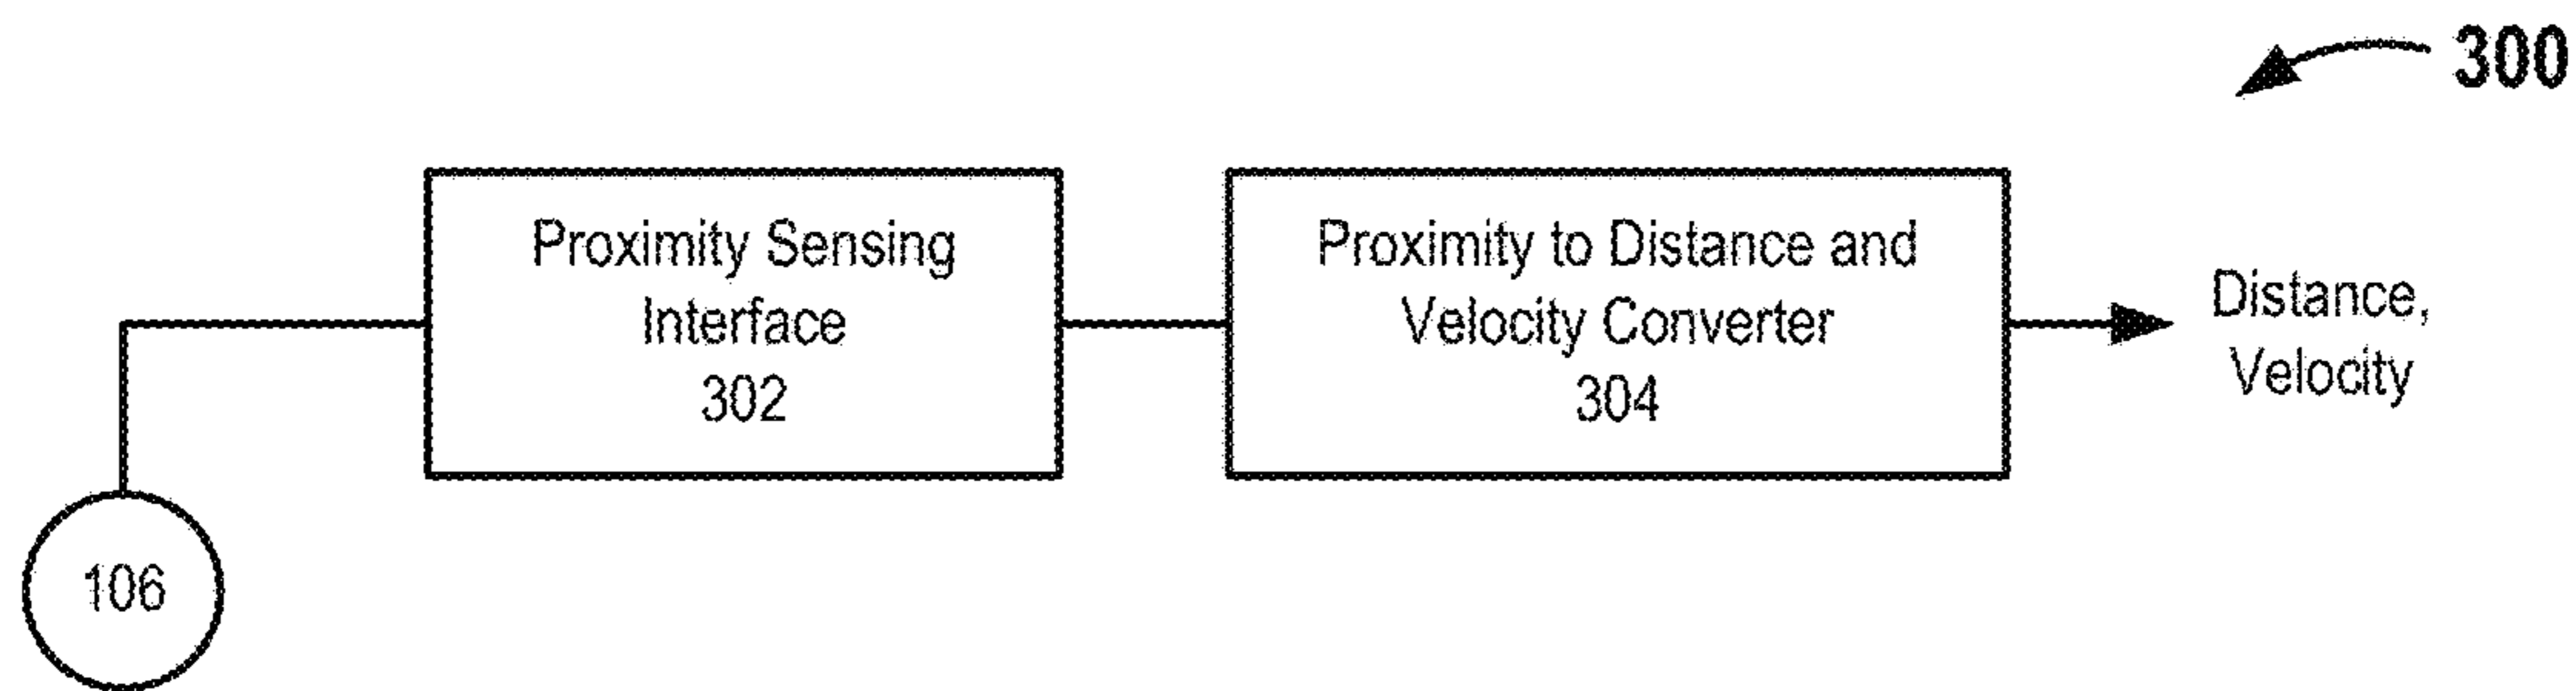 300
Proximity Sensing
Interface
302
Proximity to Distance and
Velocity Converter
304
Distance,
Velocity
106